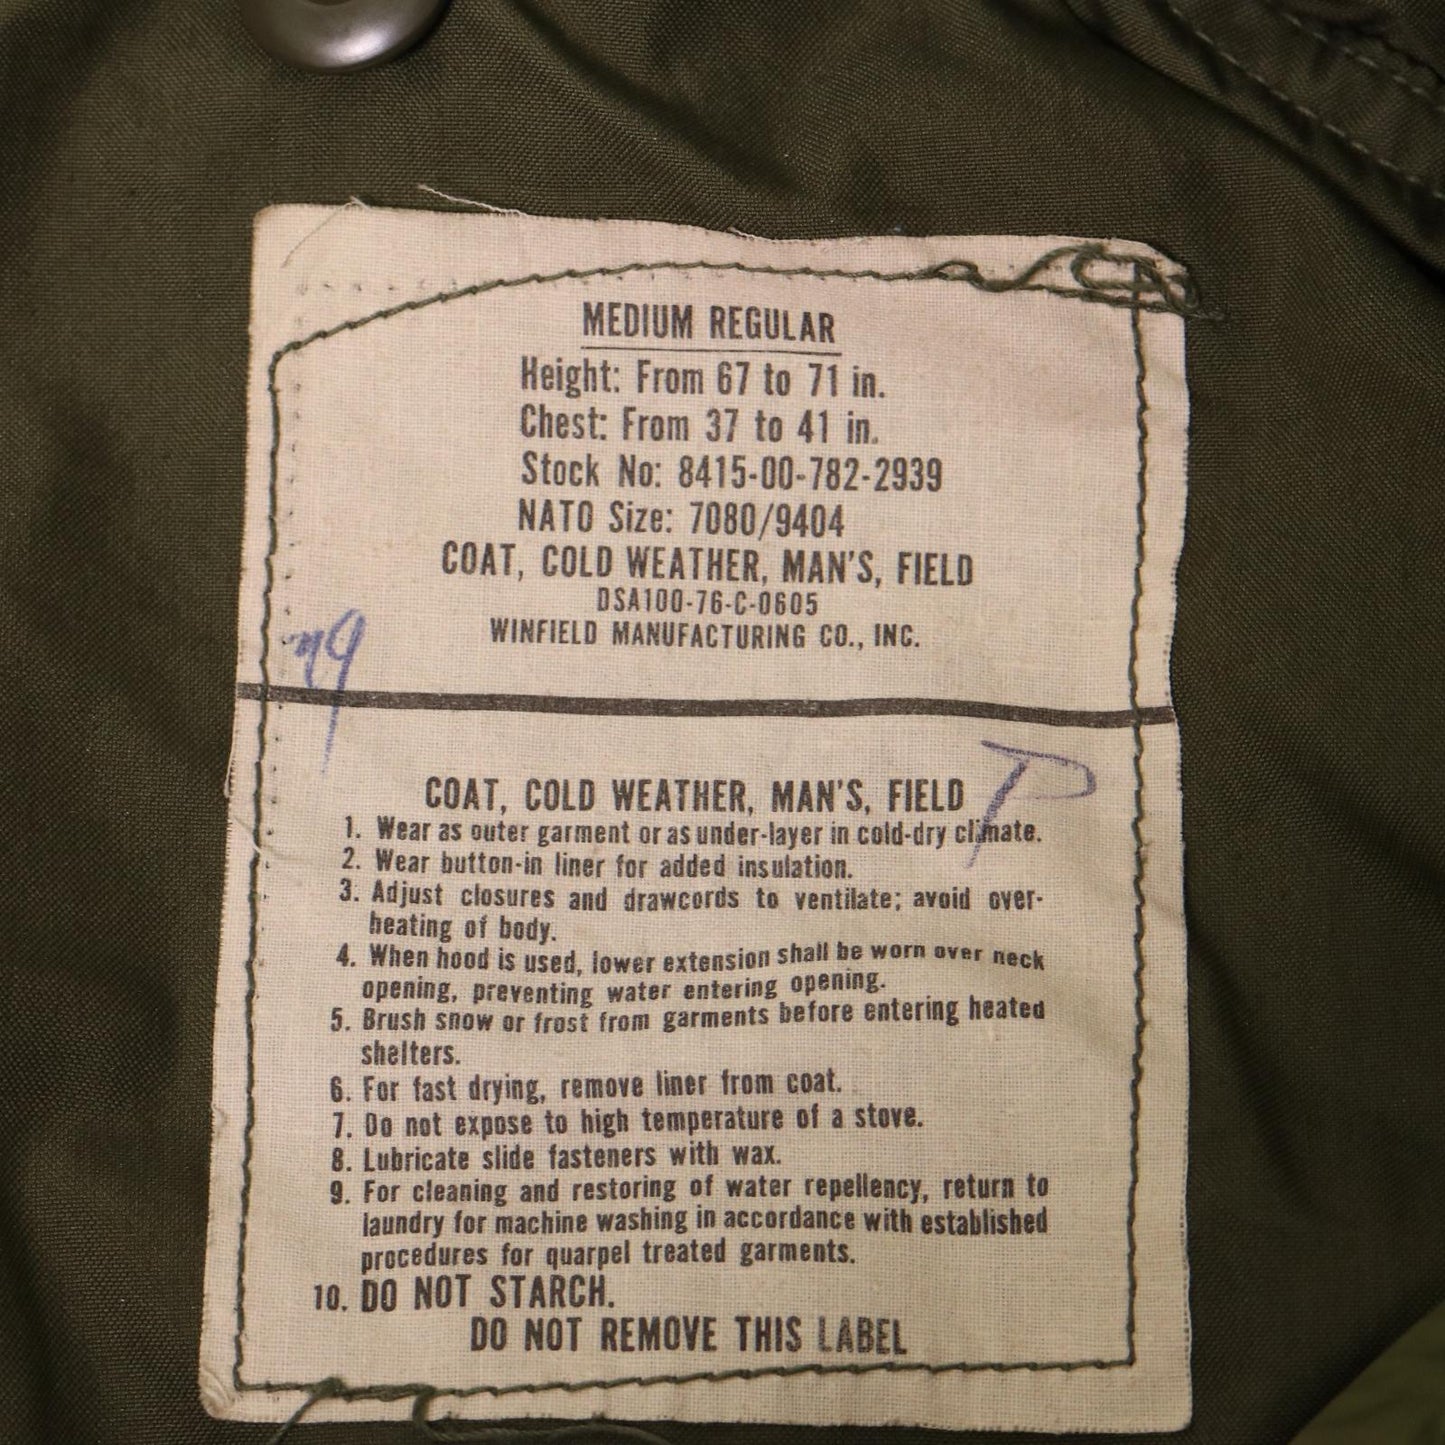 MEDIUM REGULAR
Height: From 67 to 71 in.
Chest: From 37 to 41 in.
Stock No: 8415-00-782-2939
NATO Size: 7080/9404
COAT, COLD WEATHER, MAN'S, FIELD
DSA100-76-C-0605
WINFIELD MANUFACTURING CO., INC.
COAT, COLD WEATHER, MAN'S, FIELD
1. Wear as outer garment or as under-layer in cold-dry climate.
2. Wear button-in liner for added insulation.
3. Adjust closures and drawcords to ventilate; avoid over-
heating of body.
4. When hood is used, lower extension shall be worn over neck
opening, preventing water entering opening.
5. Brush snow or frost from garments before entering heated
shelters.
6. For fast drying, remove liner from coat.
7. Do not expose to high temperature of a stove.
8. Lubricate slide fasteners with wax.
9. For cleaning and restoring of water repellency, return to
laundry for machine washing in accordance with established
procedures for quarpel treated garments.
10. DO NOT STARCH.
DO NOT REMOVE THIS LABEL